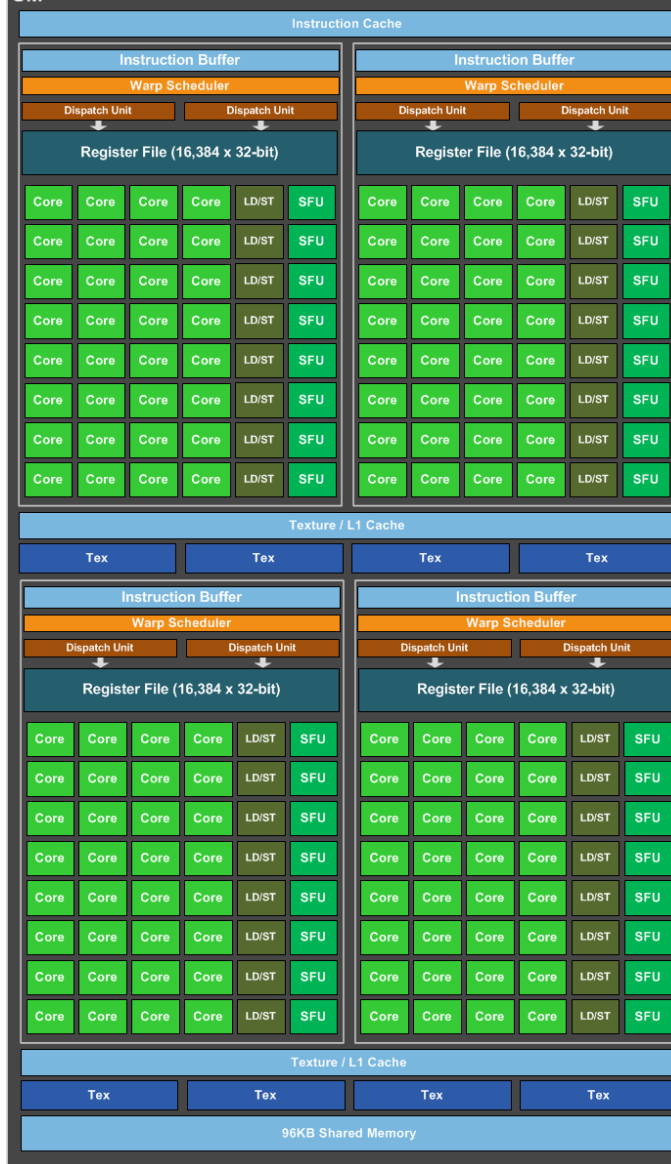 Instruction Cache
Instruction Buffer Instruction Buffer
Warp Scheduler Warp Scheduler
Dispatch Unit Dispatch Unit Dispatch Unit Dispatch Unit
Register File (16,384 x 32-bit) Register File (16,384 x 32-bit)
Core Core Core Core LD/ST SFU Core Core Core Core LD/ST SFU
Core Core Core Core LD/ST SFU Core Core Core Core LD/ST SFU
Core Core Core Core LD/ST SFU Core Core Core Core LD/ST SFU
Core Core Core Core LD/ST SFU Core Core Core Core LD/ST SFU
Core Core Core Core LD/ST SFU Core Core Core Core LD/ST SFU
Core Core Core Core LD/ST SFU Core Core Core Core LD/ST SFU
Core Core Core Core LD/ST SFU Core Core Core Core LD/ST SFU
Core Core Core Core LD/ST SFU Core Core Core Core LD/ST SFU
Texture / L1 Cache
Tex Tex Tex Tex
Instruction Buffer Instruction Buffer
Warp Scheduler Warp Scheduler
Dispatch Unit Dispatch Unit Dispatch Unit Dispatch Unit
Register File (16,384 x 32-bit) Register File (16,384 x 32-bit)
Core Core Core Core LD/ST SFU Core Core Core Core LD/ST SFU
Core Core Core Core LD/ST SFU Core Core Core Core LD/ST SFU
Core Core Core Core LD/ST SFU Core Core Core Core LD/ST SFU
Core Core Core Core LD/ST SFU Core Core Core Core LD/ST SFU
Core Core Core Core LD/ST SFU Core Core Core Core LD/ST SFU
Core Core Core Core LD/ST SFU Core Core Core Core LD/ST SFU
Core Core Core Core LD/ST SFU Core Core Core Core LD/ST SFU
Core Core Core Core LD/ST SFU Core Core Core Core LD/ST SFU
Texture / L1 Cache
Tex Tex Tex Tex
96KB Shared Memory